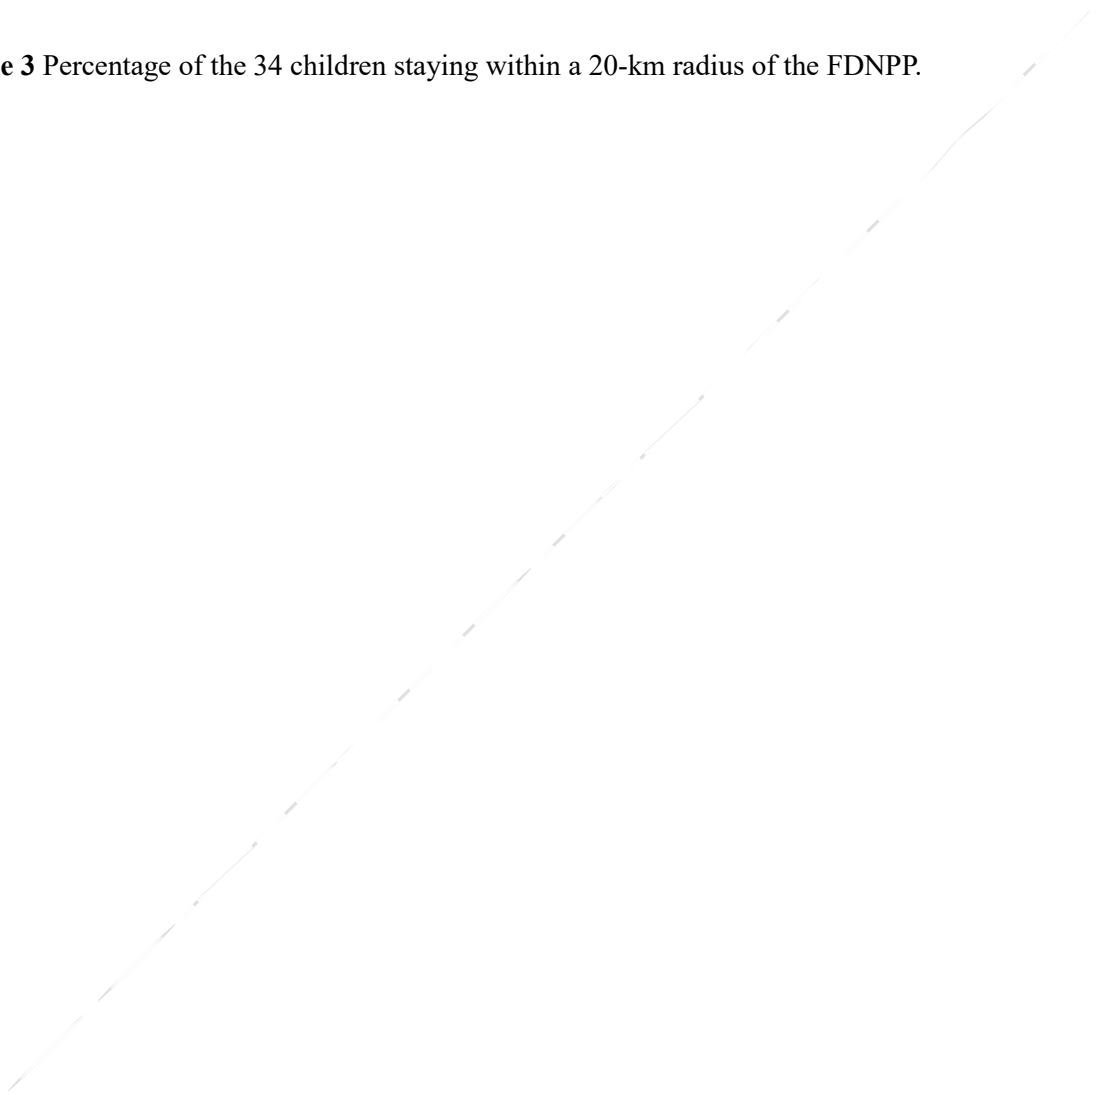 e 3 Percentage of the 34 children staying within a 20-km radius of the FDNPP.